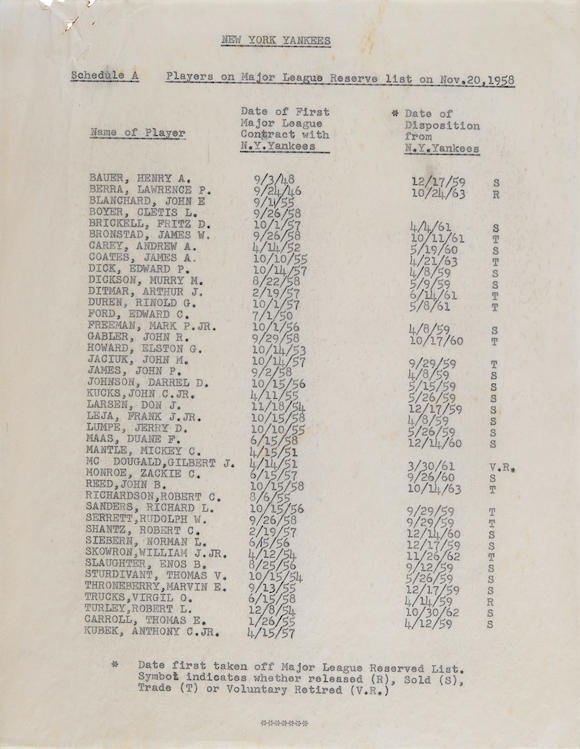 NEW YORK YANKEES
Schedule A Players on Major League Reserve list on Nov.20,1958
Name of Player
Date of First
Major League
Contract with
N.Y.Yankees
* Date of
Disposition
from
N.Y.Yankees
BAUER, HENRY A. 9/3/48 12/17/59 S
BERRA, LAWRENCE P. 9/24/46 10/24/63 R
BLANCHARD, JOHN E 9/1/55
BOYER, CLETIS L. 9/26/58
BRICKELL, FRITZ D. 10/1/57 4/4/61 S
BRONSTAD, JAMES W. 9/26/58 10/11/61 T
CAREY, ANDREW A. 4/14/52 5/19/60 S
COATES, JAMES A. 10/10/55 4/21/63 T
DICK, EDWARD P. 10/14/57 4/8/59 S
DICKSON, MURRY M. 8/22/58 5/9/59 S
DITMAR, ARTHUR J. 2/19/57 6/14/61 T
DUREN, RINOLD G. 10/1/57 5/8/61 T
FORD, EDWARD C. 7/1/50
FREEMAN, MARK P.JR. 10/1/56 4/8/59 S
GABLER, JOHN R. 9/29/58 10/17/60 T
HOWARD, ELSTON G. 10/14/53
JACIUK, JOHN M. 10/14/57 9/29/59 T
JAMES, JOHN P. 9/2/58 4/8/59 S
JOHNSON, DARREL D. 10/15/56 5/15/59 S
KUCKS,JOHN C.JR. 4/11/55 5/26/59 S
LARSEN, DON J. 11/18/54 12/17/59 S
LEJA, FRANK J.JR. 10/15/58 4/8/59 S
LUMPE, JERRY D. 10/10/55 5/26/59 S
MAAS, DUANE F. 6/15/58 12/14/60 S
MANTLE, MICKEY C. 4/15/51
MC DOUGALD,GILBERT J. 4/14/51 3/30/61 V.R.
MONROE, ZACKIE C. 6/15/57 9/26/60 S
REED,JOHN B. 10/15/58 10/14/63 T
RICHARDSON,ROBERT C. 8/6/55
SANDERS, RICHARD L. 10/15/56 9/29/59 T
SERRETT,RUDOLPH W. 9/26/58 9/29/59 T
SHANTZ, ROBERT C. 2/19/57 12/14/60 S
SIEBERN, NORMAN L. 6/15/56 12/17/59 S
SKOWRON,WILLIAM J.JR. 4/12/54 11/26/62 T
SLAUGHTER, ENOS B. 8/25/56 9/12/59 S
STURDIVANT, THOMAS V. 10/15/54 5/26/59 S
THRONEBERRY,MARVIN E. 9/13/55 12/17/59 S
TRUCKS,VIRGIL O. 6/15/58 4/14/59 R
TURLEY,ROBERT L. 12/8/54 10/30/62 S
CARROLL, THOMAS E. 1/26/55 4/12/59 S
KUBEK, ANTHONY C.JR. 4/15/57
* Date first taken off Major League Reserved List.
Symbol indicates whether released (R), Sold (S),
Trade (T) or Voluntary Retired (V.R.)
*******